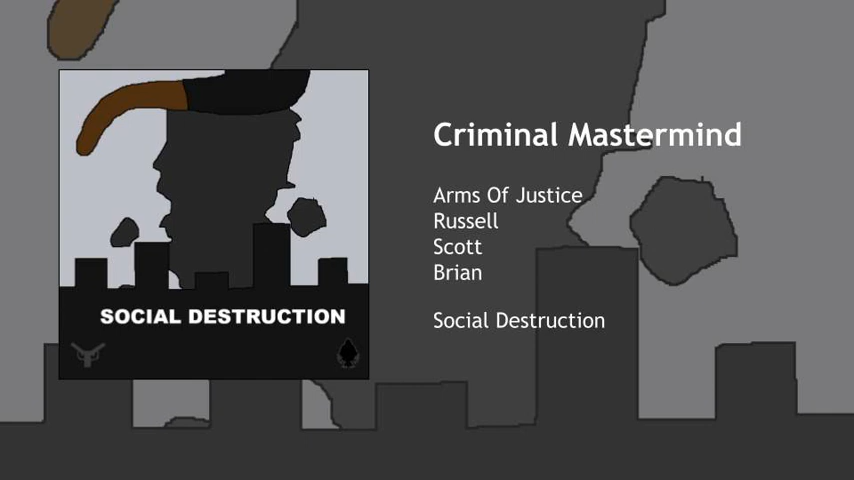 SOCIAL DESTRUCTION
Criminal Mastermind
Arms Of Justice
Russell
Scott
Brian
Social Destruction